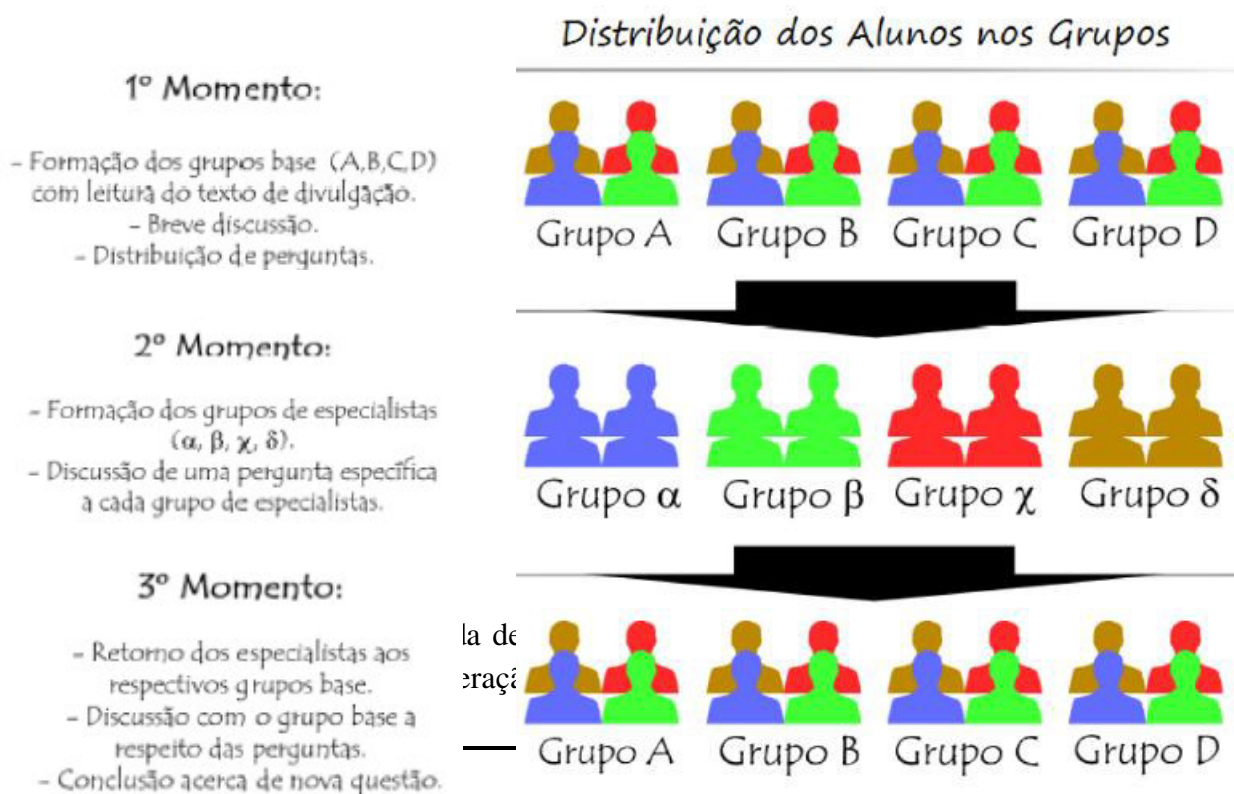 Distribuição dos Alunos nos Grupos
1º Momento:
- Formação dos grupos base (A,B,C,D)
com leitura do texto de divulgação.
- Breve discussão.
- Distribuição de perguntas.
Grupo A Grupo B Grupo C Grupo D
2º Momento:
- Formação dos grupos de especialistas
(α, β, χ, δ).
- Discussão de uma pergunta específica
a cada grupo de especialistas.
Grupo α Grupo β Grupo χ Grupo δ
3º Momento:
- Retorno dos especialistas aos
respectivos grupos base.
- Discussão com o grupo base a
respeito das perguntas.
- Conclusão acerca de nova questão.
la de
eraçã
Grupo A Grupo B Grupo C Grupo D